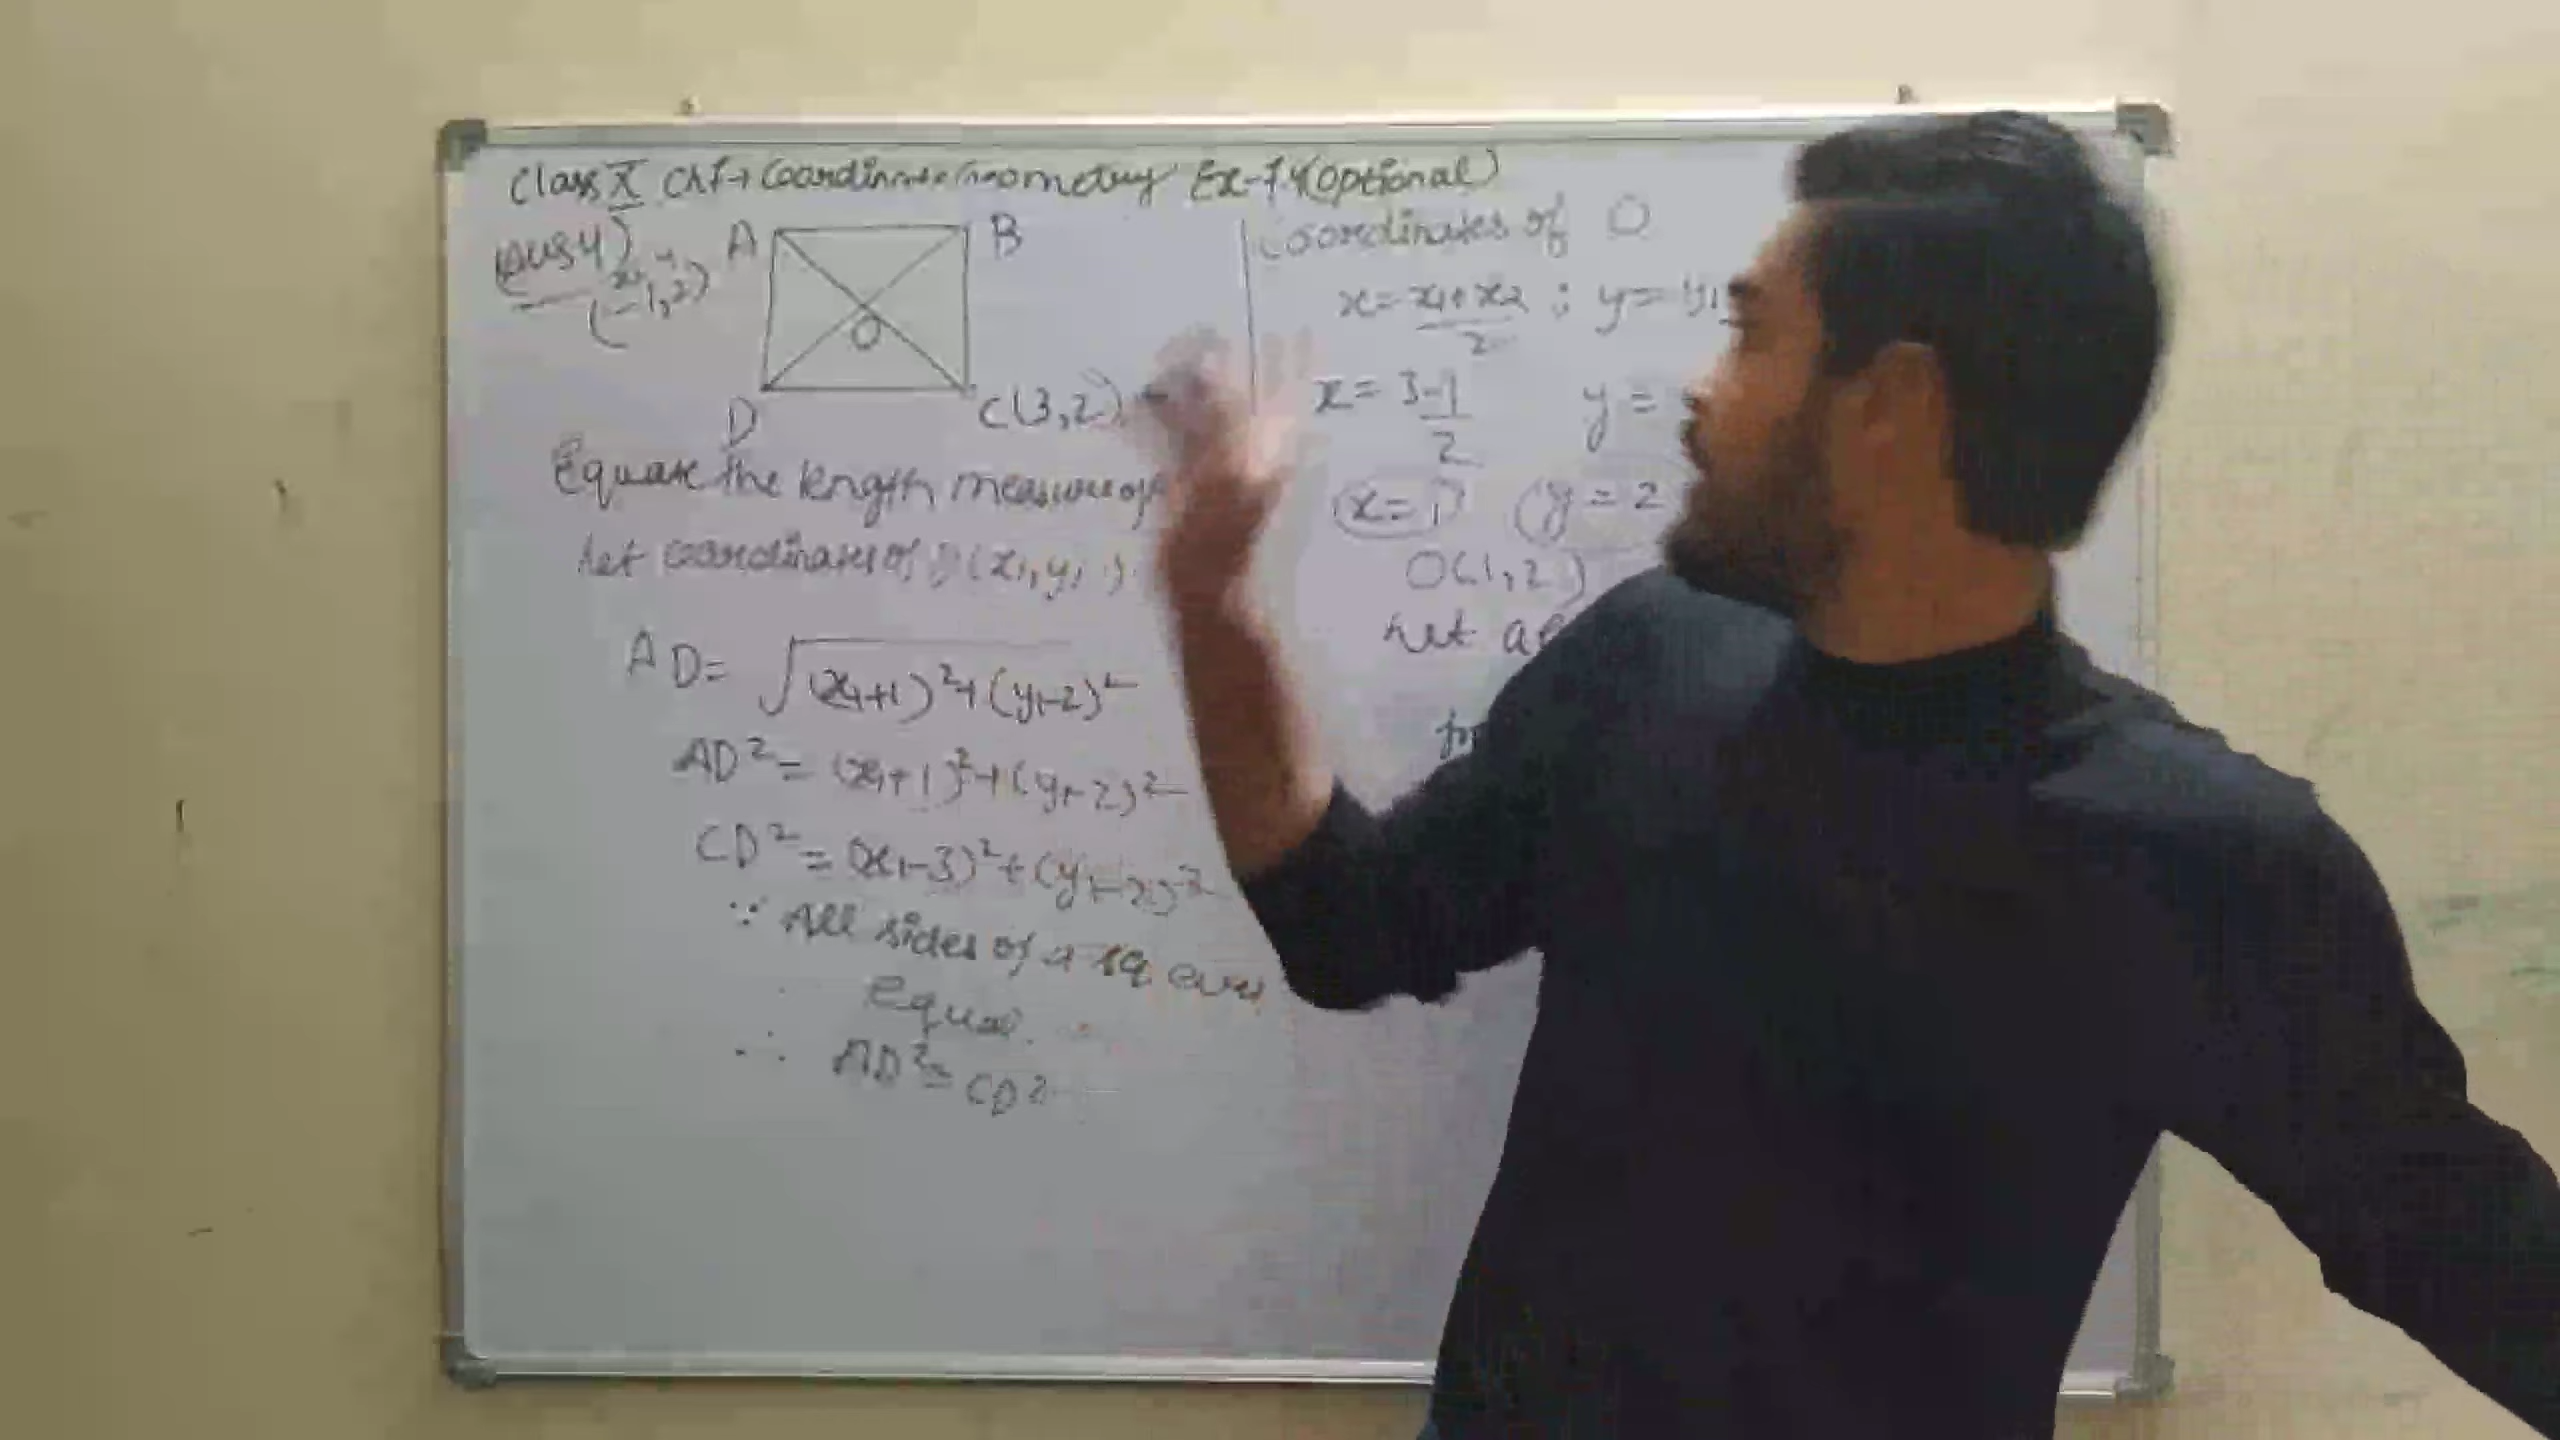 Class X Ch7→ Coordinate Geometry Ex-7.4 (Optional)
Ques 4)
x₁, y₁
(-1,2)
A
B
O
D
C(3,2)
Equate the length measure of
Let coordinates of D (x₁, y₁)
AD = √(x₁+1)²+(y₁-2)²
AD² = (x₁+1)²+(y₁-2)²
CD² = (x₁-3)²+(y₁-2)²
∵ All sides of a sq are
equal.
∴ AD² = CD²
Coordinates of O
x = x₁+x₂/2 ; y = y₁
x = 3-1/2 y =
x=1 y=2
O(1,2)
Let